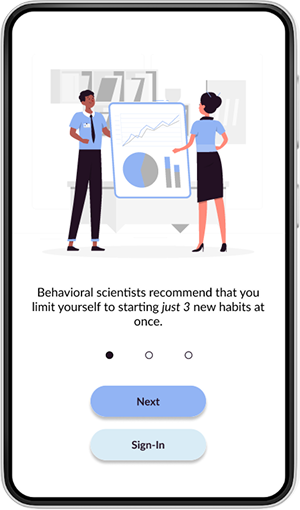 Behavioral scientists recommend that you
limit yourself to starting just 3 new habits at
once.
Next
Sign-In